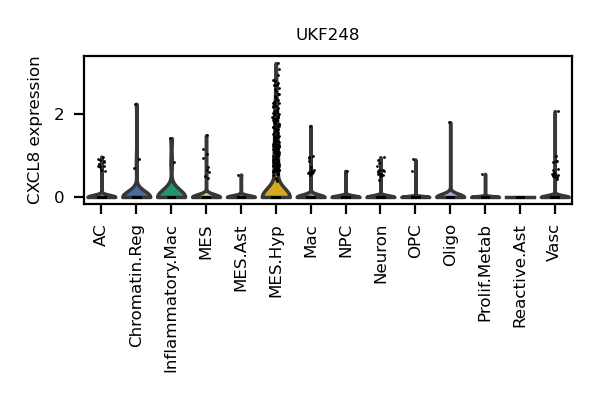 UKF248
CXCL8 expression
2
0
AC
Chromatin.Reg
Inflammatory.Mac
MES
MES.Ast
MES.Hyp
Mac
NPC
Neuron
OPC
Oligo
Prolif.Metab
Reactive.Ast
Vasc